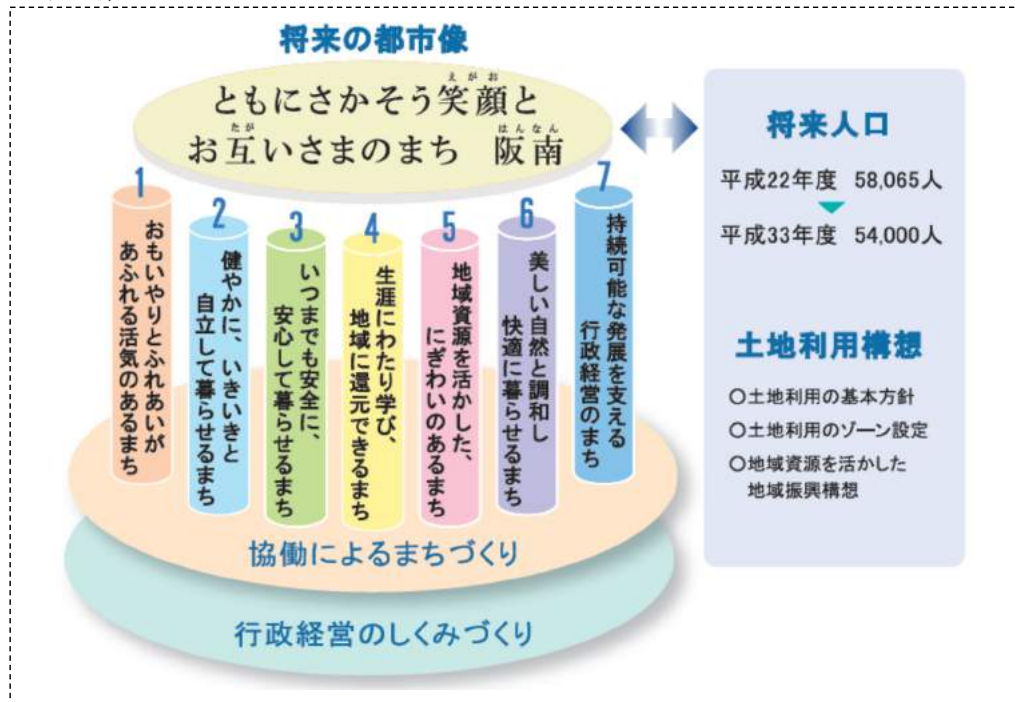 将来の都市像
ともにさかそう笑顔と
えがお
お互いさまのまち 阪南
たが
はんなん
1
おもいやりとふれあいが
あふれる活気のあるまち
2
健やかに、いきいきと
自立して暮らせるまち
3
いつまでも安全に、
安心して暮らせるまち
4
生涯にわたり学び、
地域に還元できるまち
5
地域資源を活かした、
にぎわいのあるまち
6
美しい自然と調和し
快適に暮らせるまち
7
持続可能な発展を支える
行政経営のまち
協働によるまちづくり
行政経営のしくみづくり
将来人口
平成22年度 58,065人
平成33年度 54,000人
土地利用構想
○土地利用の基本方針
○土地利用のゾーン設定
○地域資源を活かした
地域振興構想